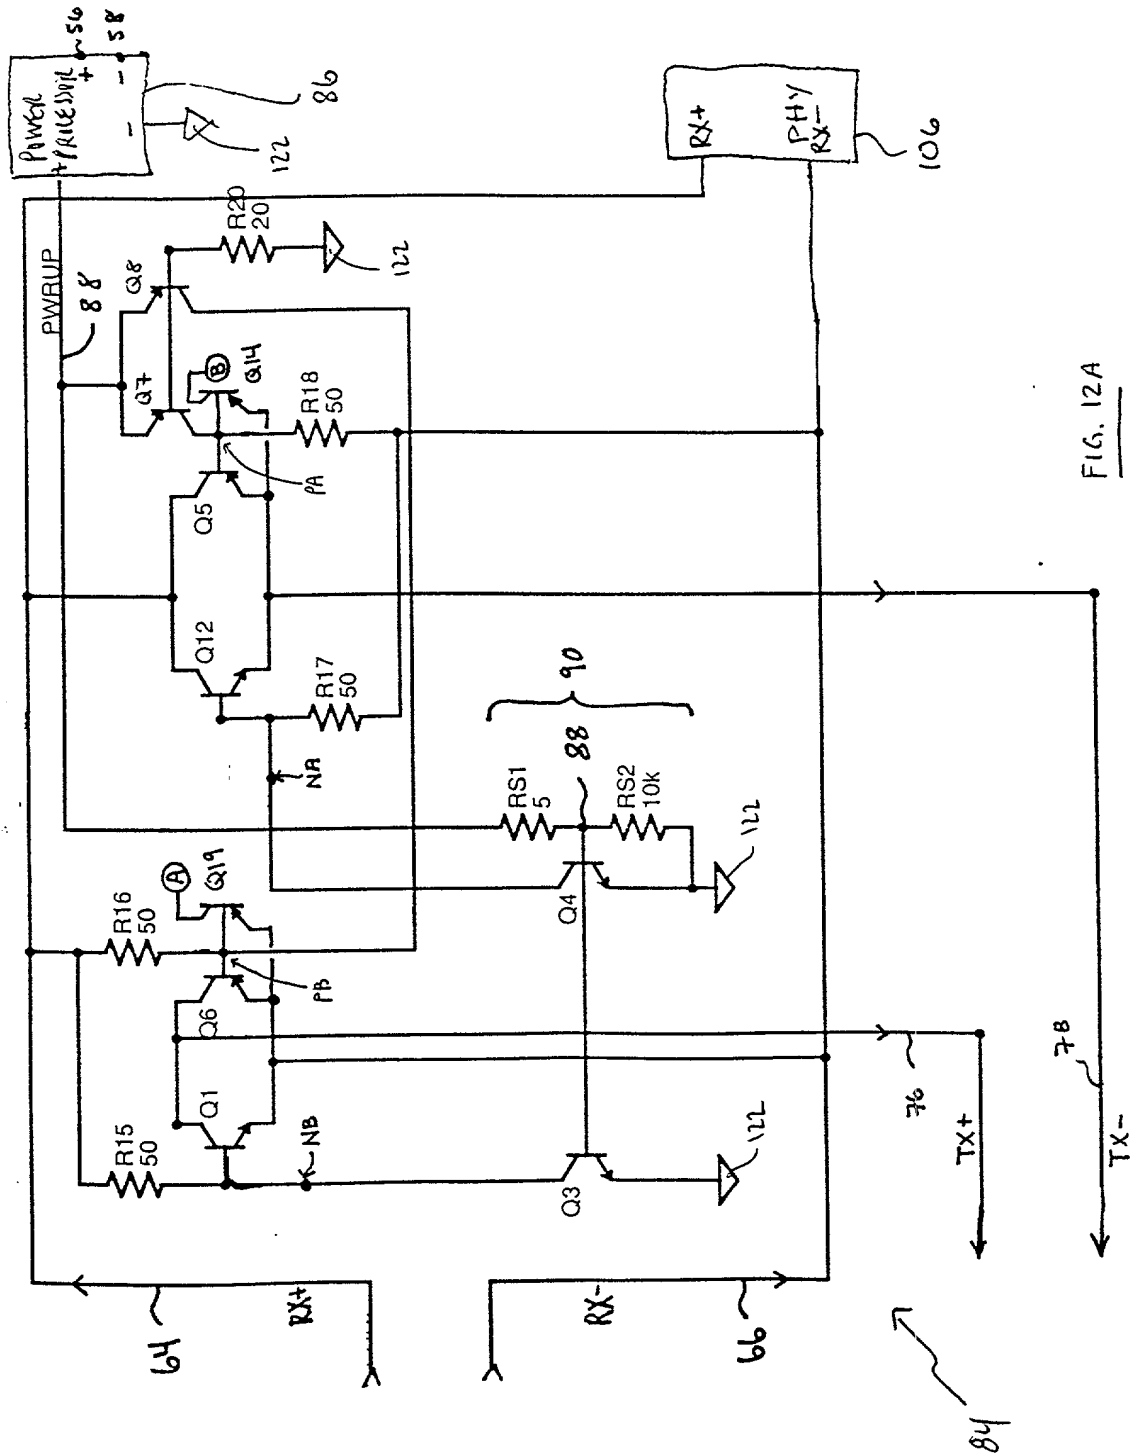 POWER
PROCESSOR
+
-
56
58
+
-
86
122
PWRUP
88
Q7
Q8
R20
20
122
B
Q14
Q5
PA
R18
50
Q12
NA
R17
50
RX+
PHY
RX-
106
R16
50
A
Q19
Q6
PB
Q1
R15
50
NB
RS1
5
88
90
RS2
10k
Q4
122
Q3
122
64
RX+
RX-
66
76
TX+
78
TX-
84
FIG. 12A